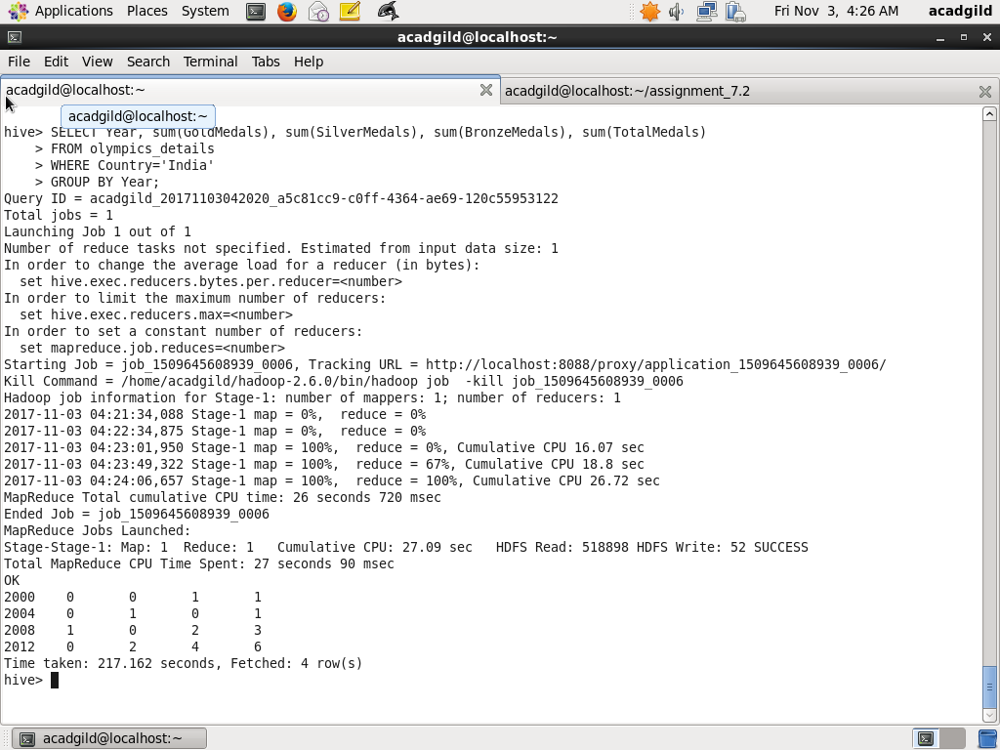 Applications Places System Fri Nov 3, 4:26 AM acadgild
acadgild@localhost:~
File Edit View Search Terminal Tabs Help
acadgild@localhost:~ acadgild@localhost:~/assignment_7.2
acadgild@localhost:~
hive> SELECT Year, sum(GoldMedals), sum(SilverMedals), sum(BronzeMedals), sum(TotalMedals)
    > FROM olympics_details
    > WHERE Country='India'
    > GROUP BY Year;
Query ID = acadgild_20171103042020_a5c81cc9-c0ff-4364-ae69-120c55953122
Total jobs = 1
Launching Job 1 out of 1
Number of reduce tasks not specified. Estimated from input data size: 1
In order to change the average load for a reducer (in bytes):
  set hive.exec.reducers.bytes.per.reducer=<number>
In order to limit the maximum number of reducers:
  set hive.exec.reducers.max=<number>
In order to set a constant number of reducers:
  set mapreduce.job.reduces=<number>
Starting Job = job_1509645608939_0006, Tracking URL = http://localhost:8088/proxy/application_1509645608939_0006/
Kill Command = /home/acadgild/hadoop-2.6.0/bin/hadoop job  -kill job_1509645608939_0006
Hadoop job information for Stage-1: number of mappers: 1; number of reducers: 1
2017-11-03 04:21:34,088 Stage-1 map = 0%,  reduce = 0%
2017-11-03 04:22:34,875 Stage-1 map = 0%,  reduce = 0%
2017-11-03 04:23:01,950 Stage-1 map = 100%,  reduce = 0%, Cumulative CPU 16.07 sec
2017-11-03 04:23:49,322 Stage-1 map = 100%,  reduce = 67%, Cumulative CPU 18.8 sec
2017-11-03 04:24:06,657 Stage-1 map = 100%,  reduce = 100%, Cumulative CPU 26.72 sec
MapReduce Total cumulative CPU time: 26 seconds 720 msec
Ended Job = job_1509645608939_0006
MapReduce Jobs Launched:
Stage-Stage-1: Map: 1  Reduce: 1   Cumulative CPU: 27.09 sec   HDFS Read: 518898 HDFS Write: 52 SUCCESS
Total MapReduce CPU Time Spent: 27 seconds 90 msec
OK
2000    0       0       1       1
2004    0       1       0       1
2008    1       0       2       3
2012    0       2       4       6
Time taken: 217.162 seconds, Fetched: 4 row(s)
hive>
acadgild@localhost:~